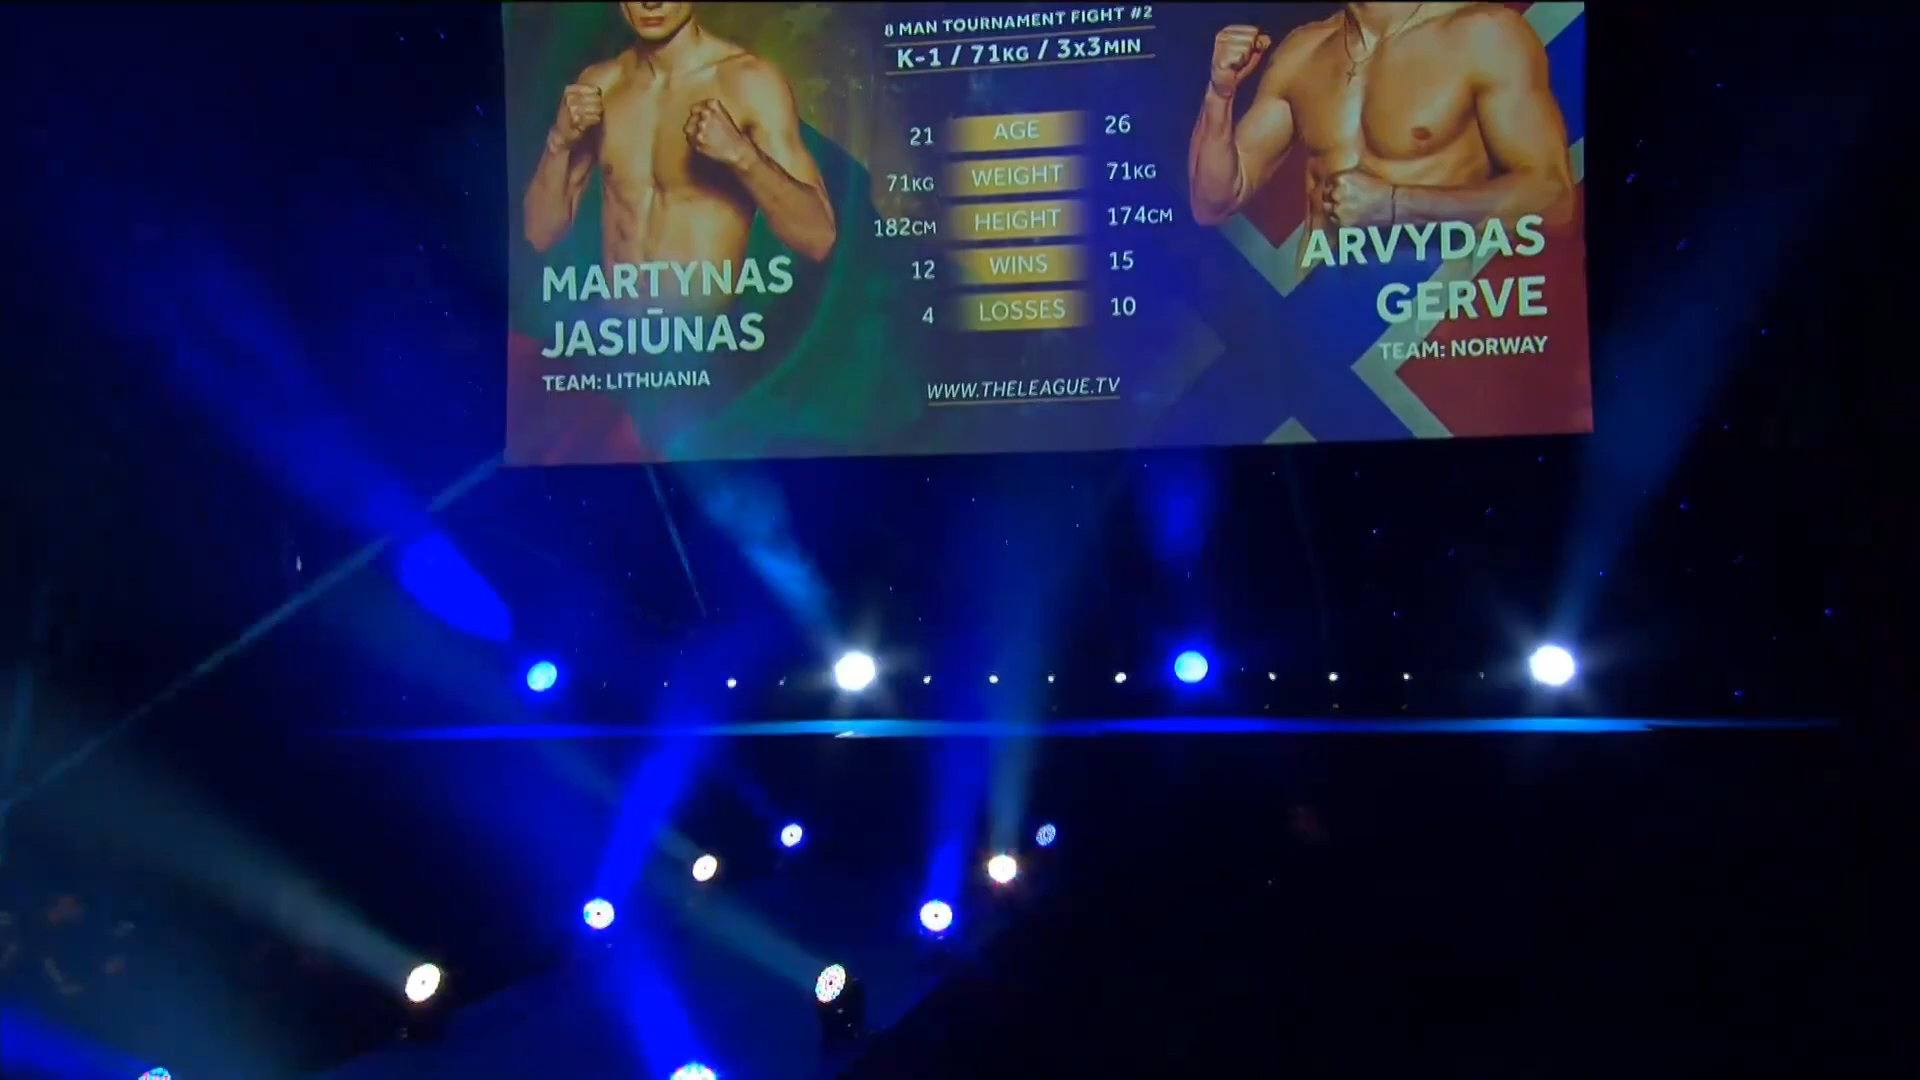 8 MAN TOURNAMENT FIGHT #2
K-1 / 71KG / 3x3MIN
21 AGE 26
71KG WEIGHT 71KG
182CM HEIGHT 174CM
12 WINS 15
4 LOSSES 10
WWW.THELEAGUE.TV
MARTYNAS
JASIŪNAS
TEAM: LITHUANIA
ARVYDAS
GERVE
TEAM: NORWAY